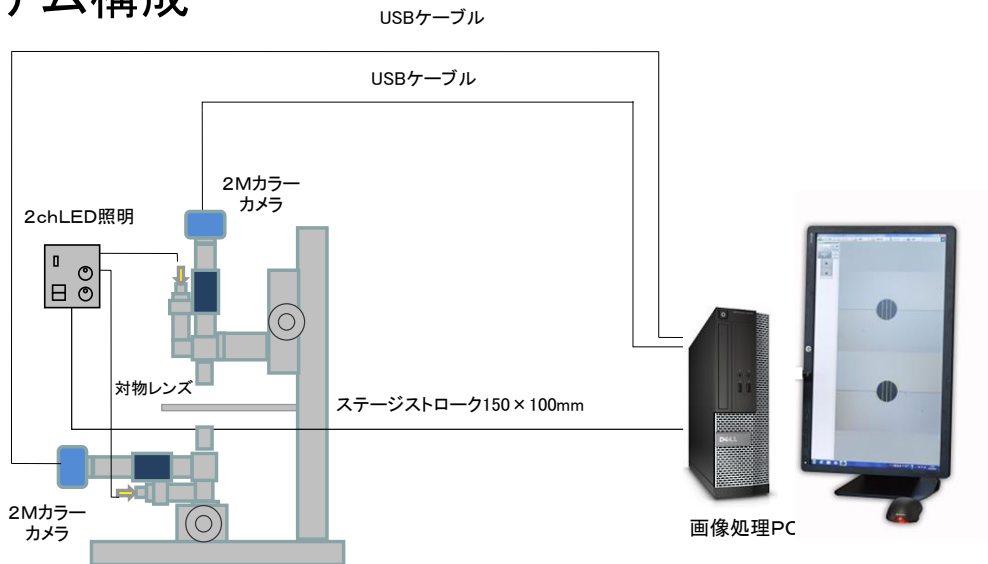 テム構成
USBケーブル
USBケーブル
2Mカラー
カメラ
2chLED照明
対物レンズ
ステージストローク150×100mm
2Mカラー
カメラ
DELL
画像処理PC